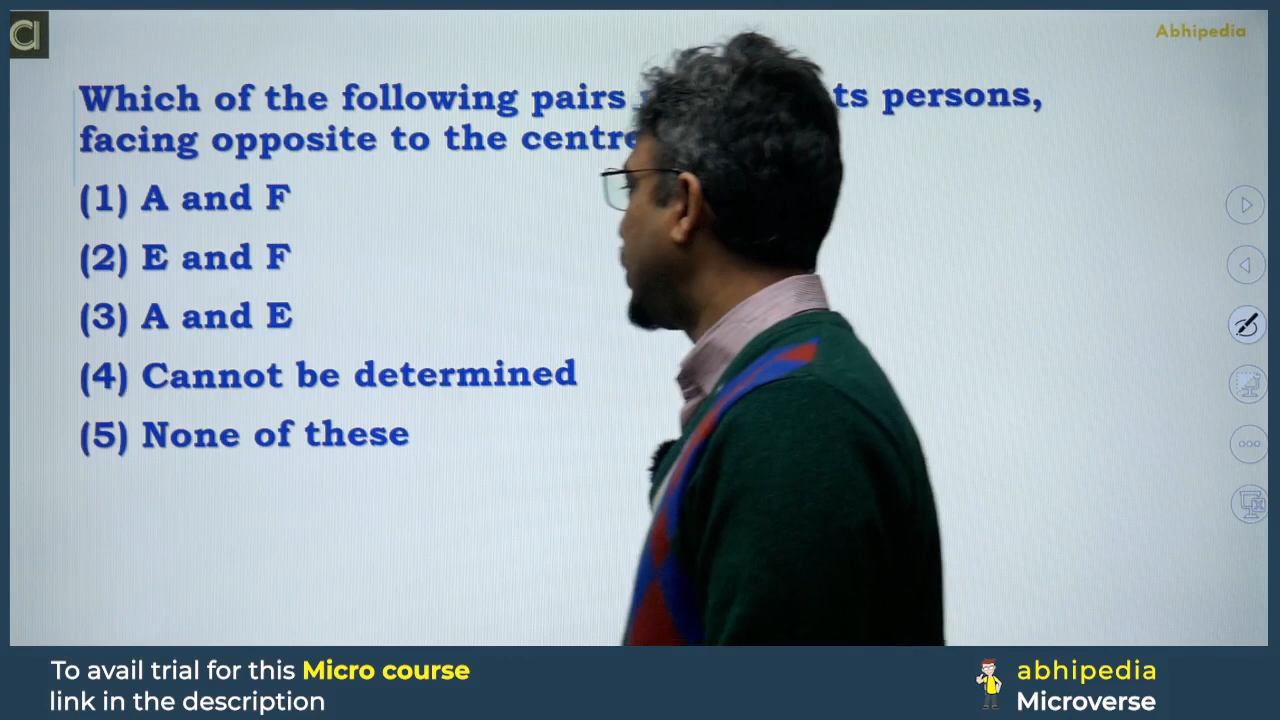 Abhipedia
Which of the following pairs ts persons,
facing opposite to the centre
(1) A and F
(2) E and F
(3) A and E
(4) Cannot be determined
(5) None of these
To avail trial for this Micro course
link in the description
abhipedia
Microverse